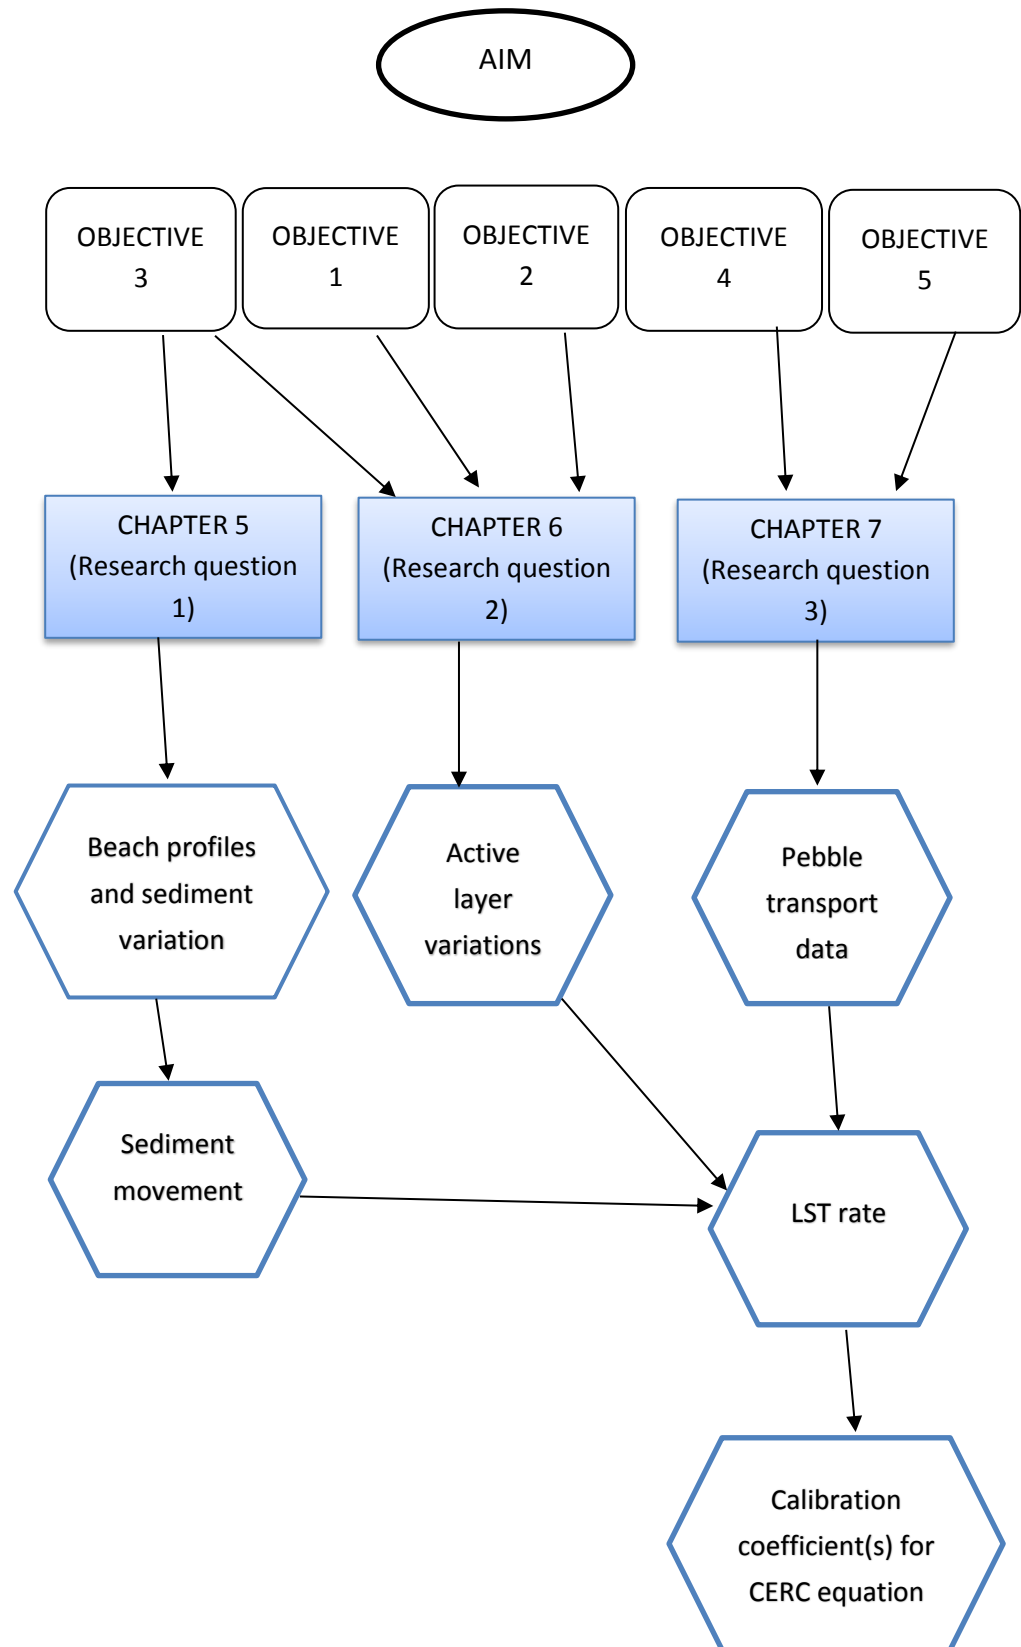 AIM
OBJECTIVE
3
OBJECTIVE
1
OBJECTIVE
2
OBJECTIVE
4
OBJECTIVE
5
CHAPTER 5
(Research question
1)
CHAPTER 6
(Research question
2)
CHAPTER 7
(Research question
3)
Beach profiles
and sediment
variation
Active
layer
variations
Pebble
transport
data
Sediment
movement
LST rate
Calibration
coefficient(s) for
CERC equation